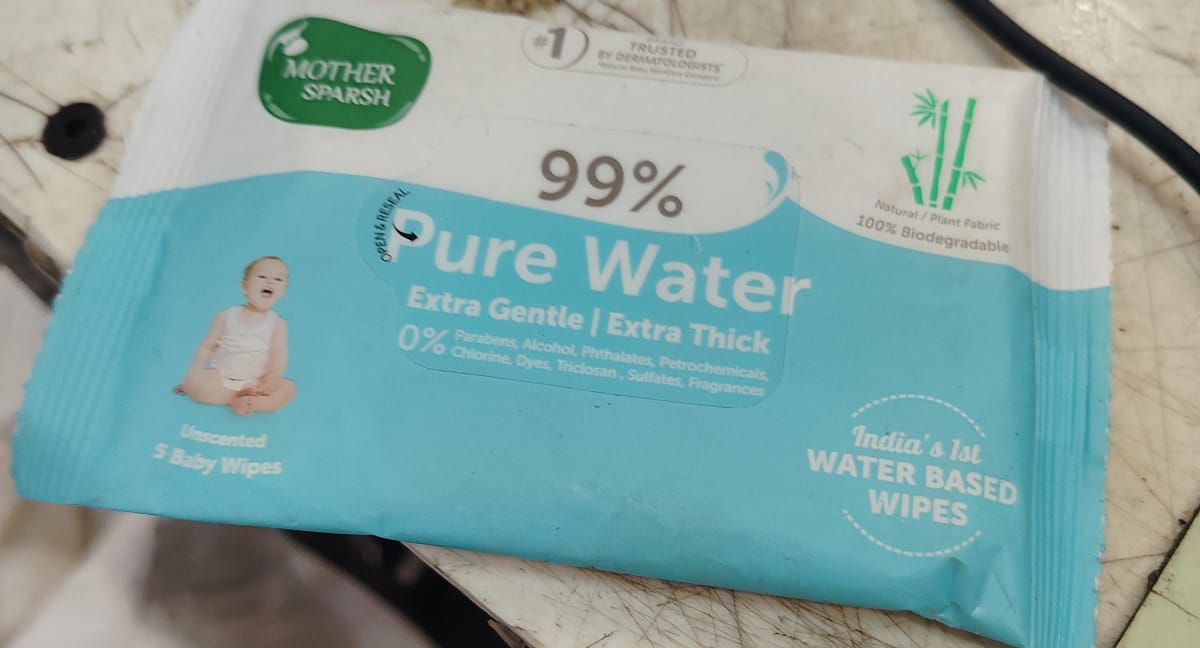 MOTHER
SPARSH
#1
TRUSTED
BY DERMATOLOGISTS*
99%
OPEN & RESEAL
Pure Water
Extra Gentle | Extra Thick
0% Parabens, Alcohol, Phthalates, Petrochemicals,
Chlorine, Dyes, Triclosan , Sulfates, Fragrances
Natural / Plant Fabric
100% Biodegradable
Unscented
5 Baby Wipes
India's 1st
WATER BASED
WIPES